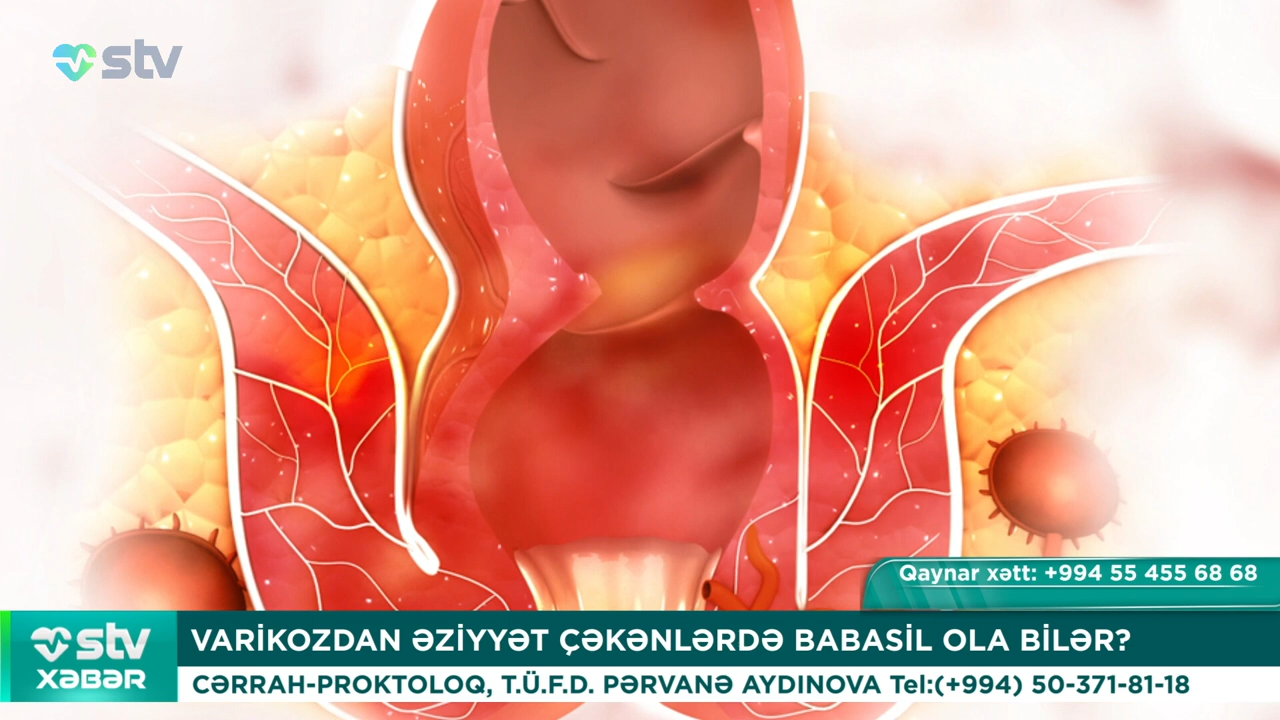 stv
Qaynar xətt: +994 55 455 68 68
stv
XƏBƏR
VARİKOZDAN ƏZİYYƏT ÇƏKƏNLƏRDƏ BABASİL OLA BİLƏR?
CƏRRAH-PROKTOLOQ, T.Ü.F.D. PƏRVANƏ AYDINOVA Tel:(+994) 50-371-81-18